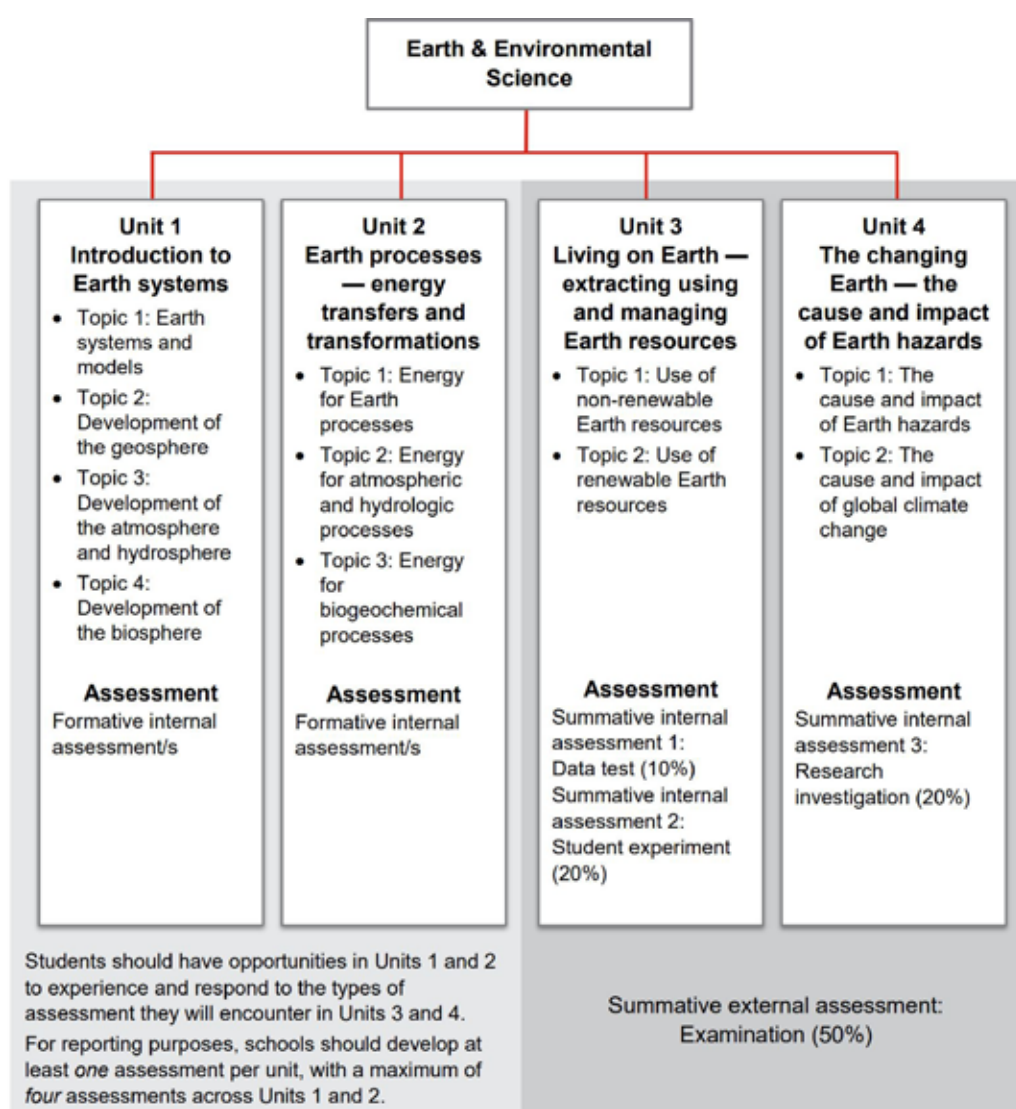 Earth & Environmental
Science
Unit 1
Introduction to
Earth systems
• Topic 1: Earth
systems and
models
• Topic 2:
Development of
the geosphere
• Topic 3:
Development of
the atmosphere
and hydrosphere
• Topic 4:
Development of
the biosphere
Assessment
Formative internal
assessment/s
Unit 2
Earth processes
— energy
transfers and
transformations
• Topic 1: Energy
for Earth
processes
• Topic 2: Energy
for atmospheric
and hydrologic
processes
• Topic 3: Energy
for
biogeochemical
processes
Assessment
Formative internal
assessment/s
Unit 3
Living on Earth —
extracting using
and managing
Earth resources
• Topic 1: Use of
non-renewable
Earth resources
• Topic 2: Use of
renewable Earth
resources
Assessment
Summative internal
assessment 1:
Data test (10%)
Summative internal
assessment 2:
Student experiment
(20%)
Unit 4
The changing
Earth — the
cause and impact
of Earth hazards
• Topic 1: The
cause and impact
of Earth hazards
• Topic 2: The
cause and impact
of global climate
change
Assessment
Summative internal
assessment 3:
Research
investigation (20%)
Students should have opportunities in Units 1 and 2
to experience and respond to the types of
assessment they will encounter in Units 3 and 4.
For reporting purposes, schools should develop at
least one assessment per unit, with a maximum of
four assessments across Units 1 and 2.
Summative external assessment:
Examination (50%)